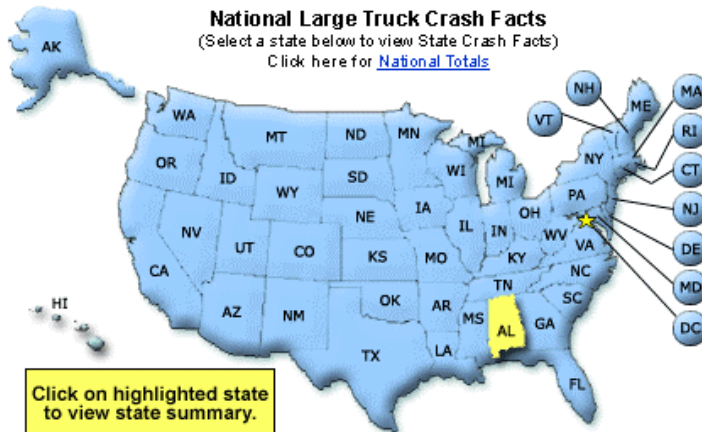 National Large Truck Crash Facts
(Select a state below to view State Crash Facts)
Click here for National Totals
AK
NH
ME
MA
VT
RI
WA
MT
ND
MN
MI
NY
CT
OR
ID
SD
WI
MI
PA
NJ
WY
IA
OH
NE
IL
IN
DE
NV
UT
CO
KS
MO
WV
VA
KY
MD
CA
NC
TN
OK
AR
SC
DC
HI
AZ
NM
MS
AL
GA
TX
LA
FL
Click on highlighted state
to view state summary.